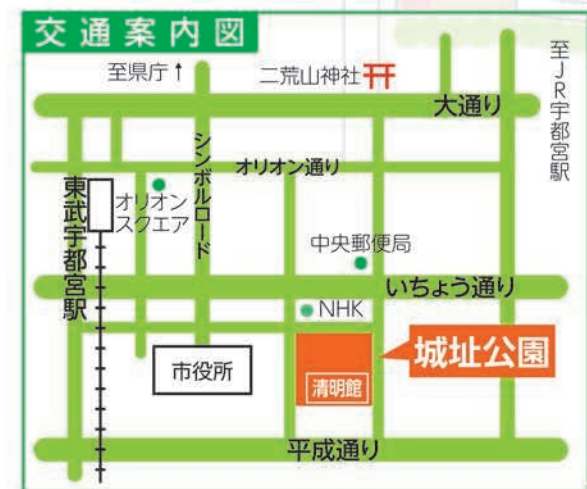 交通案内図
至県庁↑
二荒山神社
大通り
至JR宇都宮駅
シンボルロード
オリオン通り
東武宇都宮駅
オリオン
スクエア
中央郵便局
いちょう通り
NHK
城址公園
市役所
清明館
平成通り